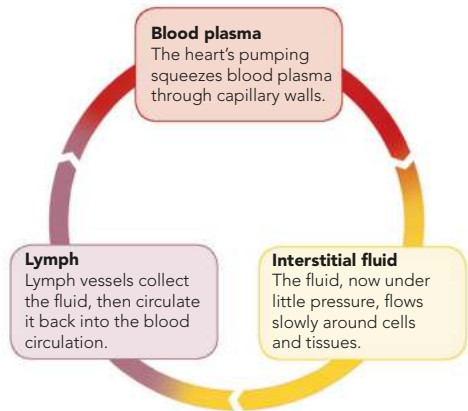 Blood plasma
The heart's pumping
squeezes blood plasma
through capillary walls.
Interstitial fluid
The fluid, now under
little pressure, flows
slowly around cells
and tissues.
Lymph
Lymph vessels collect
the fluid, then circulate
it back into the blood
circulation.